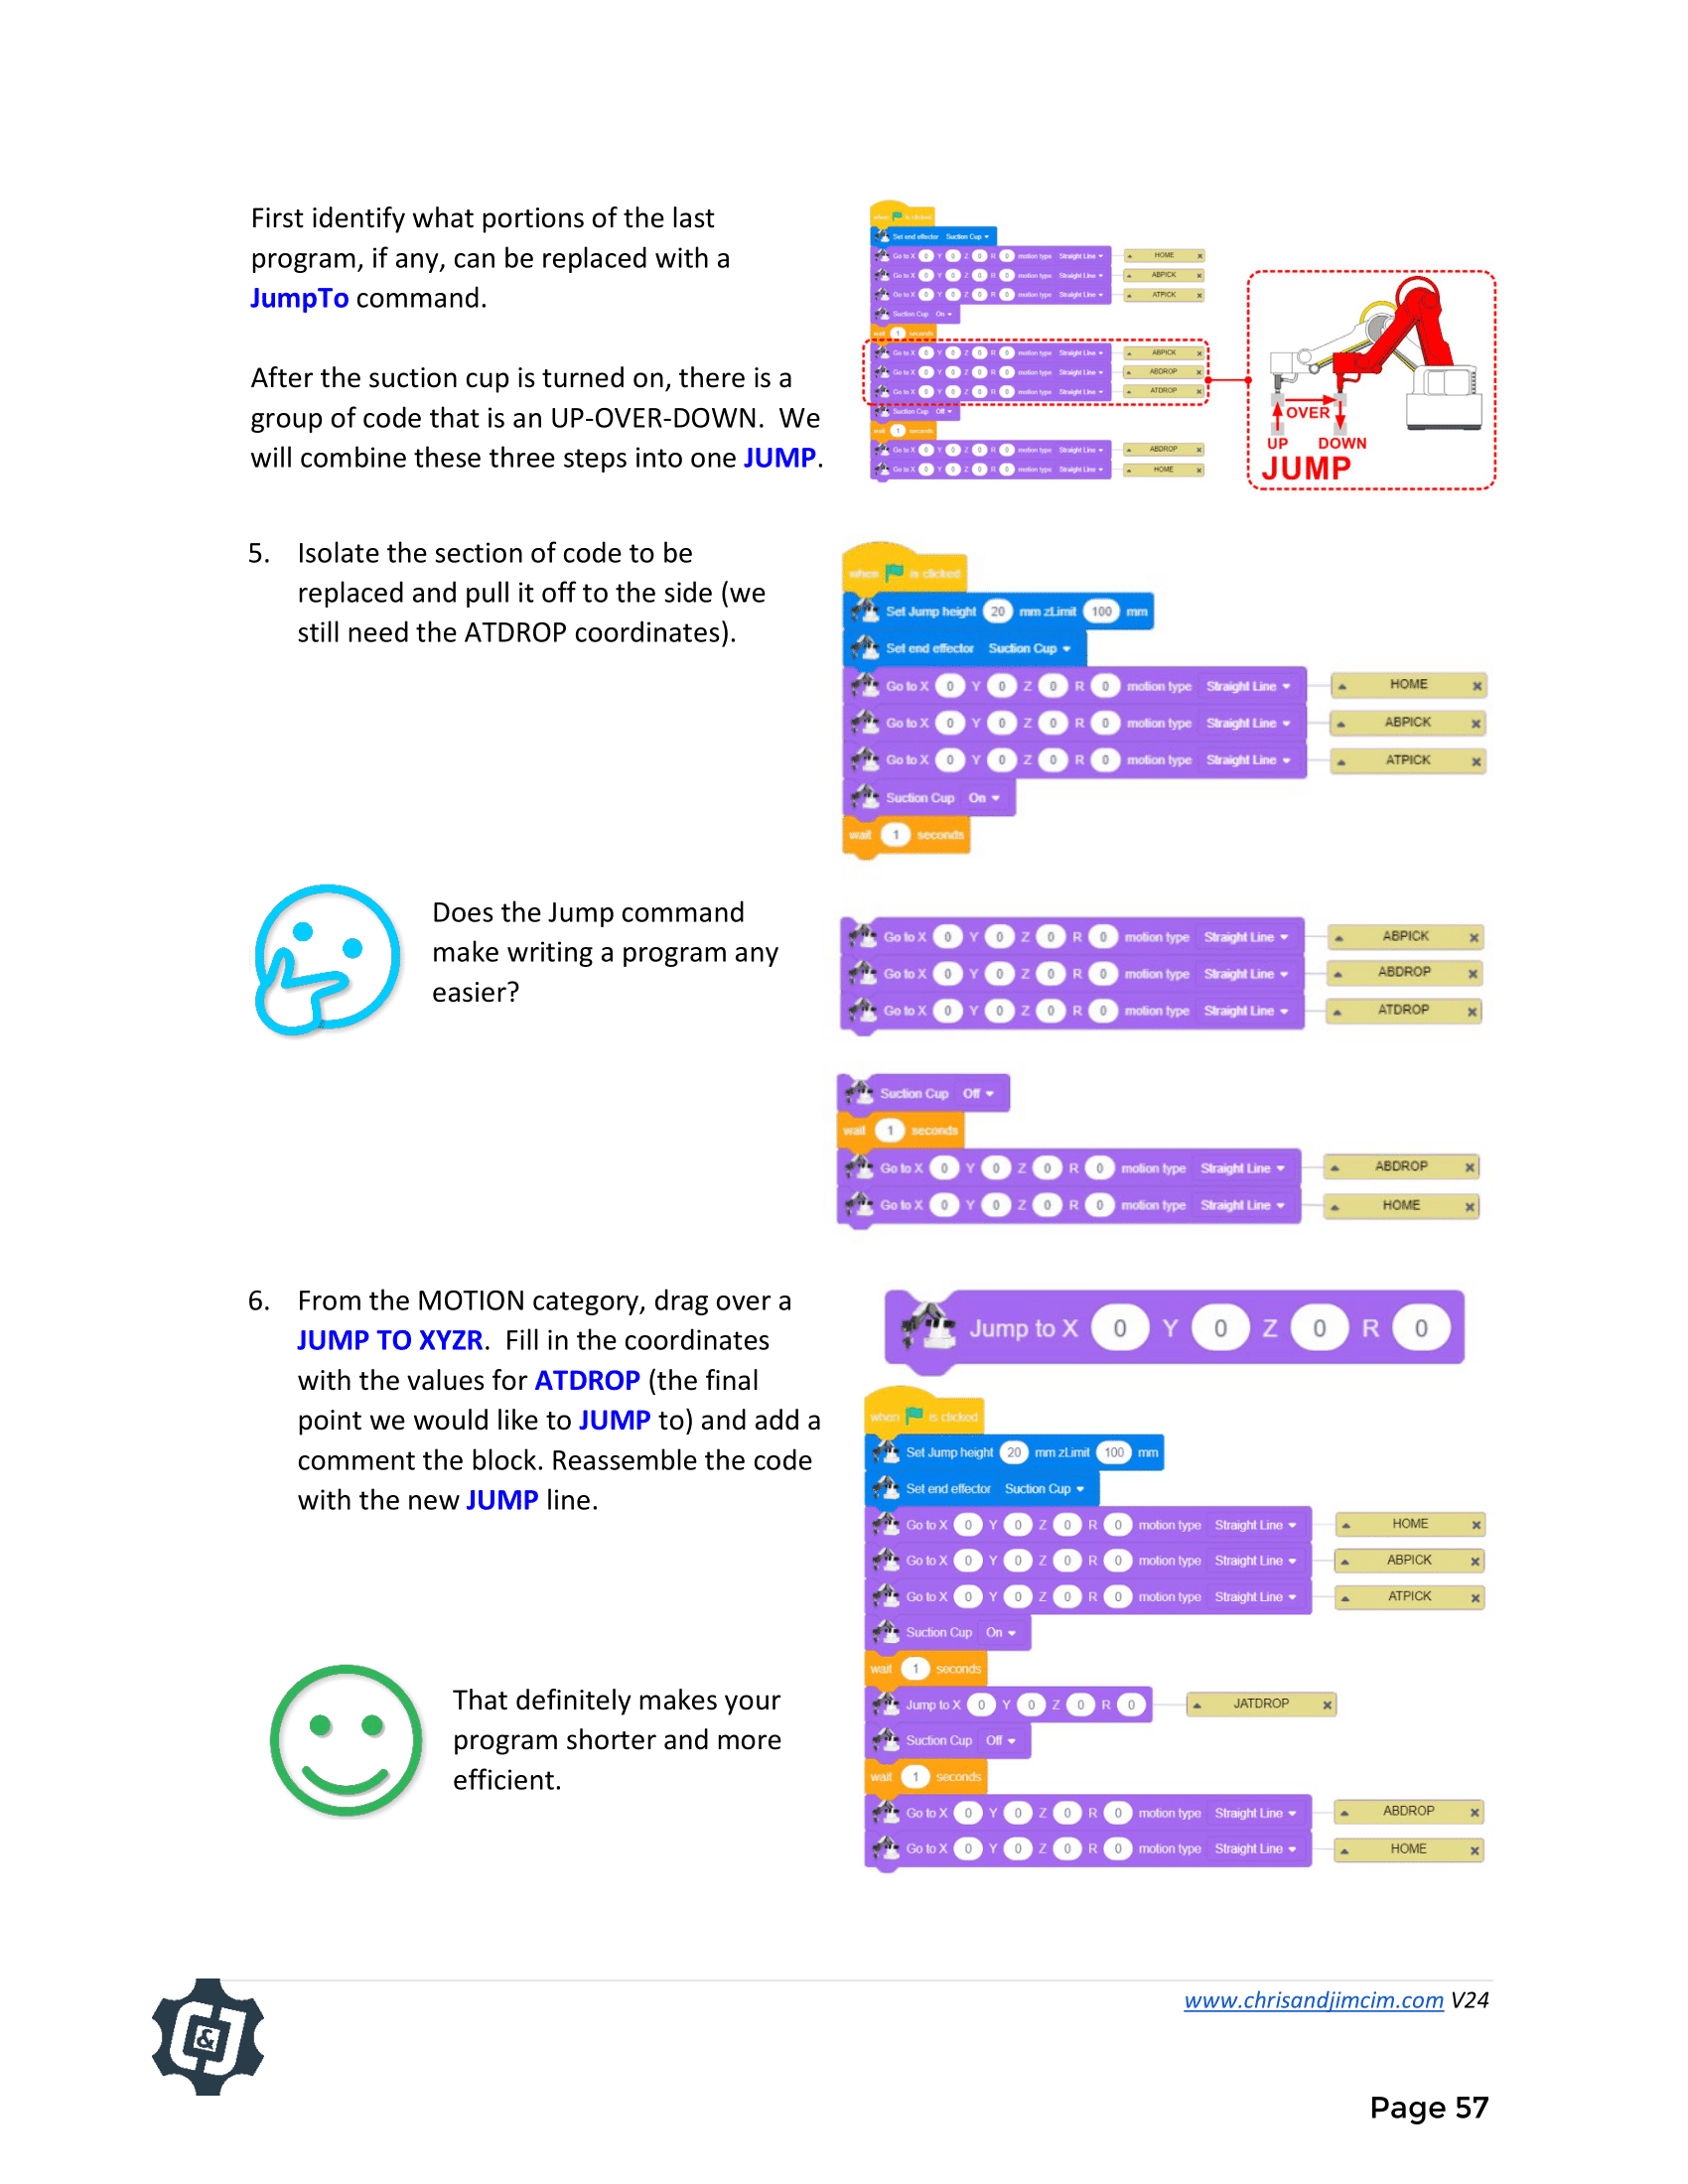 First identify what portions of the last
program, if any, can be replaced with a
JumpTo command.
After the suction cup is turned on, there is a
group of code that is an UP-OVER-DOWN.  We
will combine these three steps into one JUMP.
when is clicked
Set end effector Suction Cup
Go to X 0 Y 0 Z 0 R 0 motion type Straight Line HOME
Go to X 0 Y 0 Z 0 R 0 motion type Straight Line ABPICK
Go to X 0 Y 0 Z 0 R 0 motion type Straight Line ATPICK
Suction Cup On
wait 1 seconds
Go to X 0 Y 0 Z 0 R 0 motion type Straight Line ABPICK
Go to X 0 Y 0 Z 0 R 0 motion type Straight Line ABDROP
Go to X 0 Y 0 Z 0 R 0 motion type Straight Line ATDROP
Suction Cup Off
wait 1 seconds
Go to X 0 Y 0 Z 0 R 0 motion type Straight Line ABDROP
Go to X 0 Y 0 Z 0 R 0 motion type Straight Line HOME
OVER
UP DOWN
JUMP
5. Isolate the section of code to be
replaced and pull it off to the side (we
still need the ATDROP coordinates).
when is clicked
Set Jump height 20 mm zLimit 100 mm
Set end effector Suction Cup
Go to X 0 Y 0 Z 0 R 0 motion type Straight Line HOME
Go to X 0 Y 0 Z 0 R 0 motion type Straight Line ABPICK
Go to X 0 Y 0 Z 0 R 0 motion type Straight Line ATPICK
Suction Cup On
wait 1 seconds
Does the Jump command
make writing a program any
easier?
Go to X 0 Y 0 Z 0 R 0 motion type Straight Line ABPICK
Go to X 0 Y 0 Z 0 R 0 motion type Straight Line ABDROP
Go to X 0 Y 0 Z 0 R 0 motion type Straight Line ATDROP
Suction Cup Off
wait 1 seconds
Go to X 0 Y 0 Z 0 R 0 motion type Straight Line ABDROP
Go to X 0 Y 0 Z 0 R 0 motion type Straight Line HOME
6. From the MOTION category, drag over a
JUMP TO XYZR.  Fill in the coordinates
with the values for ATDROP (the final
point we would like to JUMP to) and add a
comment the block. Reassemble the code
with the new JUMP line.
Jump to X 0 Y 0 Z 0 R 0
when is clicked
Set Jump height 20 mm zLimit 100 mm
Set end effector Suction Cup
Go to X 0 Y 0 Z 0 R 0 motion type Straight Line HOME
Go to X 0 Y 0 Z 0 R 0 motion type Straight Line ABPICK
Go to X 0 Y 0 Z 0 R 0 motion type Straight Line ATPICK
Suction Cup On
wait 1 seconds
Jump to X 0 Y 0 Z 0 R 0 JATDROP
Suction Cup Off
wait 1 seconds
Go to X 0 Y 0 Z 0 R 0 motion type Straight Line ABDROP
Go to X 0 Y 0 Z 0 R 0 motion type Straight Line HOME
That definitely makes your
program shorter and more
efficient.
C&J
www.chrisandjimcim.com V24
Page 57